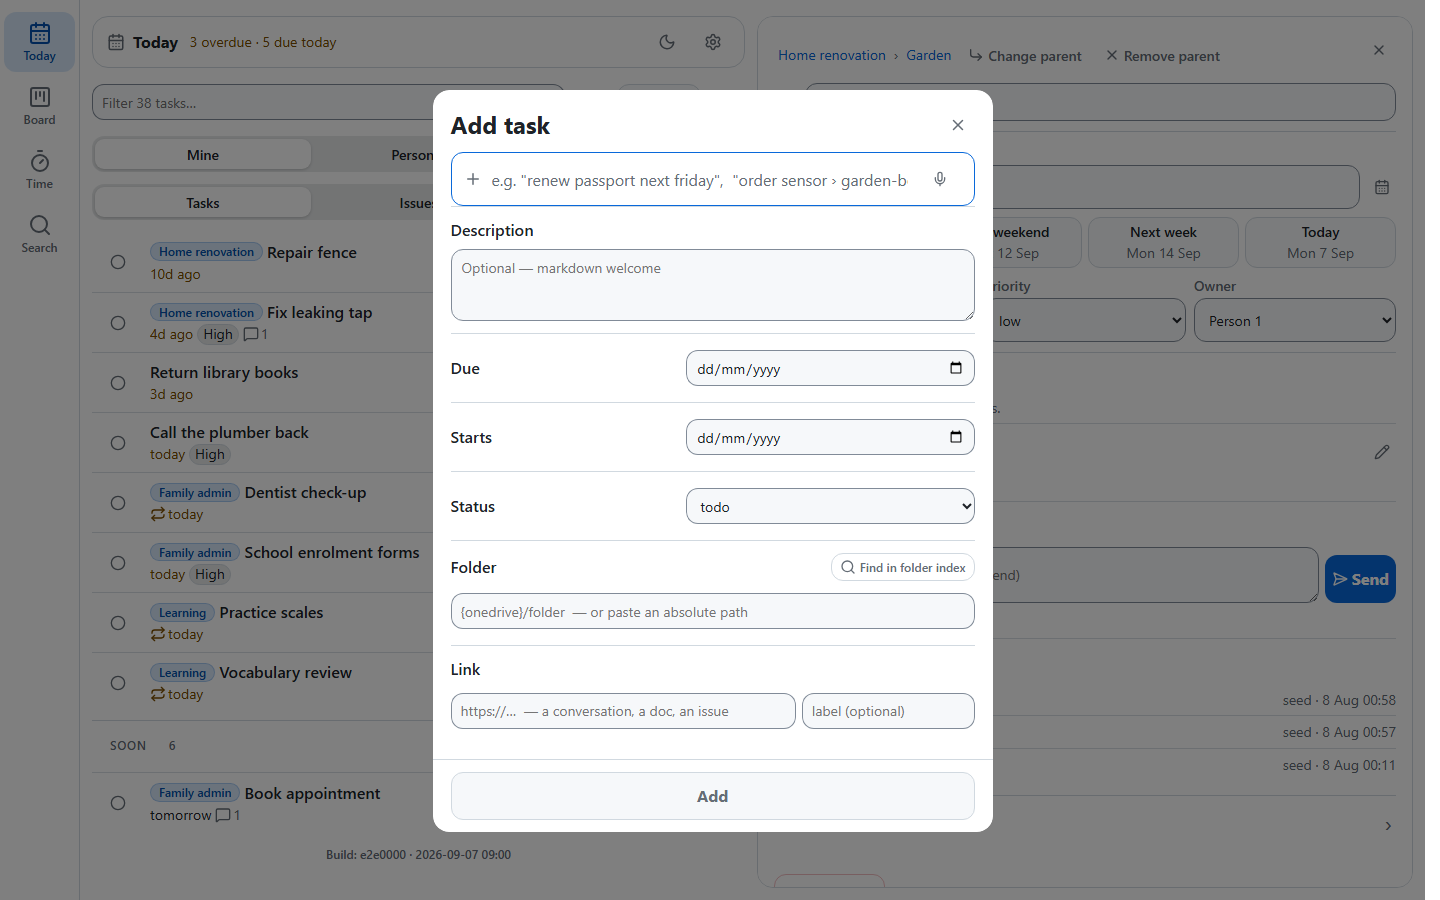 Today
Board
Time
Search
Today 3 overdue · 5 due today
Filter 38 tasks...
Mine
Tasks
Home renovation Repair fence
10d ago
Home renovation Fix leaking tap
4d ago High 1
Return library books
3d ago
Call the plumber back
today High
Family admin Dentist check-up
today
Family admin School enrolment forms
today High
Learning Practice scales
today
Learning Vocabulary review
today
SOON 6
Family admin Book appointment
tomorrow 1
Build: e2e0000 · 2026-09-07 09:00
Add task
e.g. "renew passport next friday", "order sensor › garden-b
Description
Optional — markdown welcome
Due dd/mm/yyyy
Starts dd/mm/yyyy
Status todo
Folder Find in folder index
{onedrive}/folder — or paste an absolute path
Link
https://... — a conversation, a doc, an issue label (optional)
Add
Home renovation › Garden Change parent Remove parent
weekend Next week Today
12 Sep Mon 14 Sep Mon 7 Sep
Owner
low Person 1
Send
seed · 8 Aug 00:58
seed · 8 Aug 00:57
seed · 8 Aug 00:11